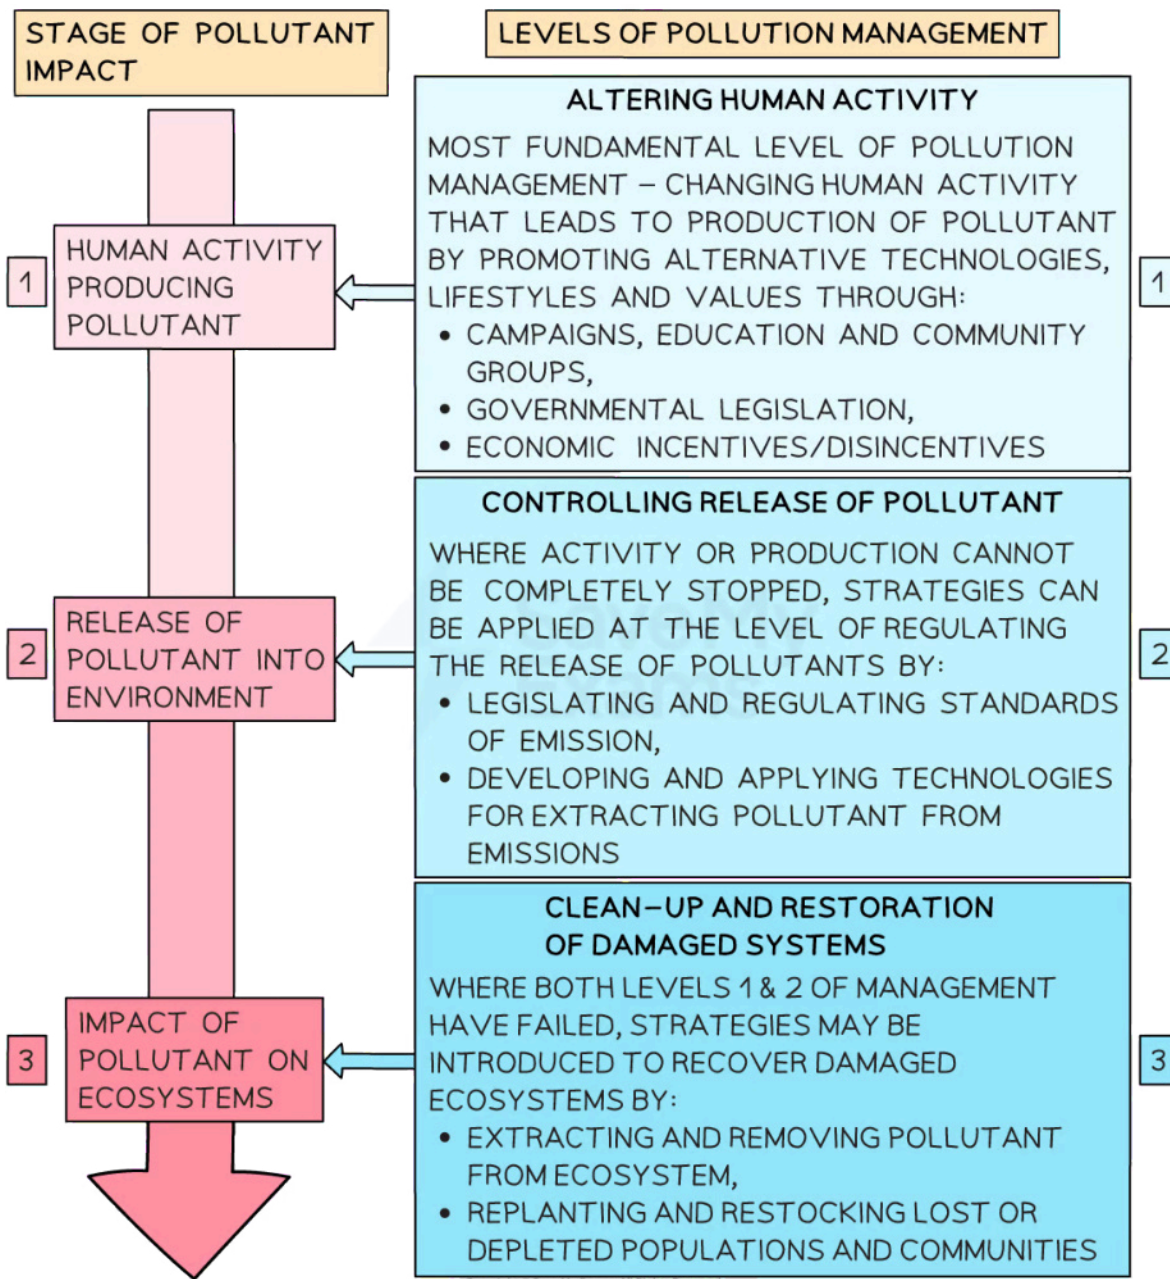 STAGE OF POLLUTANT
IMPACT
LEVELS OF POLLUTION MANAGEMENT
1
HUMAN ACTIVITY
PRODUCING
POLLUTANT
ALTERING HUMAN ACTIVITY
MOST FUNDAMENTAL LEVEL OF POLLUTION
MANAGEMENT – CHANGING HUMAN ACTIVITY
THAT LEADS TO PRODUCTION OF POLLUTANT
BY PROMOTING ALTERNATIVE TECHNOLOGIES,
LIFESTYLES AND VALUES THROUGH:
• CAMPAIGNS, EDUCATION AND COMMUNITY
GROUPS,
• GOVERNMENTAL LEGISLATION,
• ECONOMIC INCENTIVES/DISINCENTIVES
1
2
RELEASE OF
POLLUTANT INTO
ENVIRONMENT
CONTROLLING RELEASE OF POLLUTANT
WHERE ACTIVITY OR PRODUCTION CANNOT
BE COMPLETELY STOPPED, STRATEGIES CAN
BE APPLIED AT THE LEVEL OF REGULATING
THE RELEASE OF POLLUTANTS BY:
• LEGISLATING AND REGULATING STANDARDS
OF EMISSION,
• DEVELOPING AND APPLYING TECHNOLOGIES
FOR EXTRACTING POLLUTANT FROM
EMISSIONS
2
SaveMy
Exams
3
IMPACT OF
POLLUTANT ON
ECOSYSTEMS
CLEAN–UP AND RESTORATION
OF DAMAGED SYSTEMS
WHERE BOTH LEVELS 1 & 2 OF MANAGEMENT
HAVE FAILED, STRATEGIES MAY BE
INTRODUCED TO RECOVER DAMAGED
ECOSYSTEMS BY:
• EXTRACTING AND REMOVING POLLUTANT
FROM ECOSYSTEM,
• REPLANTING AND RESTOCKING LOST OR
DEPLETED POPULATIONS AND COMMUNITIES
3